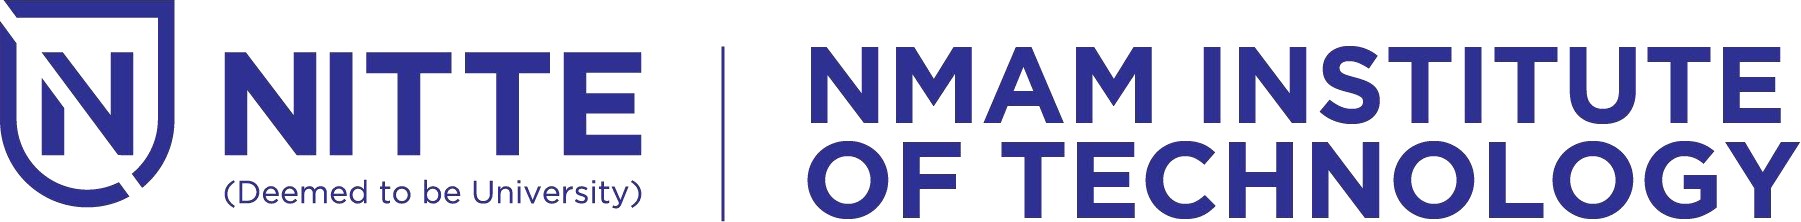 N
NITTE
(Deemed to be University)
NMAM INSTITUTE
OF TECHNOLOGY